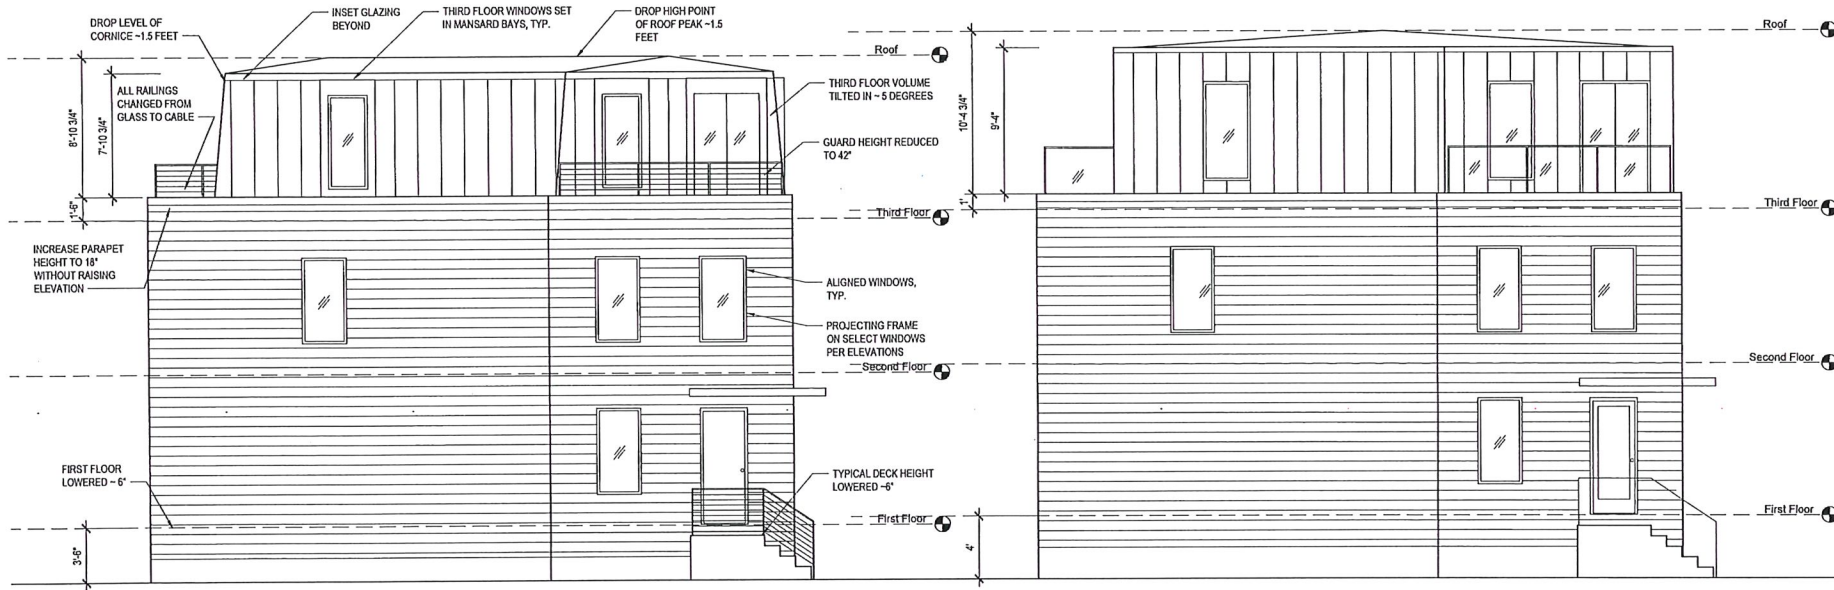 DROP LEVEL OF
CORNICE ~1.5 FEET
INSET GLAZING
BEYOND
THIRD FLOOR WINDOWS SET
IN MANSARD BAYS, TYP.
DROP HIGH POINT
OF ROOF PEAK ~1.5
FEET
Roof
ALL RAILINGS
CHANGED FROM
GLASS TO CABLE
8'-10 3/4"
7'-10 3/4"
THIRD FLOOR VOLUME
TILTED IN ~ 5 DEGREES
GUARD HEIGHT REDUCED
TO 42"
1'-6"
Third Floor
INCREASE PARAPET
HEIGHT TO 18"
WITHOUT RAISING
ELEVATION
ALIGNED WINDOWS,
TYP.
PROJECTING FRAME
ON SELECT WINDOWS
PER ELEVATIONS
Second Floor
FIRST FLOOR
LOWERED ~ 6"
TYPICAL DECK HEIGHT
LOWERED ~6"
First Floor
3'-6"
Roof
10'-4 3/4"
9'-4"
1'
Third Floor
Second Floor
First Floor
4'